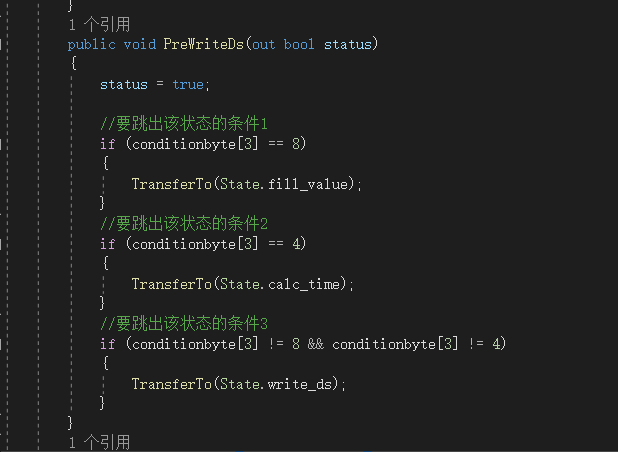 }
1 个引用
public void PreWriteDs(out bool status)
{
status = true;
//要跳出该状态的条件1
if (conditionbyte[3] == 8)
{
TransferTo(State.fill_value);
}
//要跳出该状态的条件2
if (conditionbyte[3] == 4)
{
TransferTo(State.calc_time);
}
//要跳出该状态的条件3
if (conditionbyte[3] != 8 && conditionbyte[3] != 4)
{
TransferTo(State.write_ds);
}
}
1 个引用